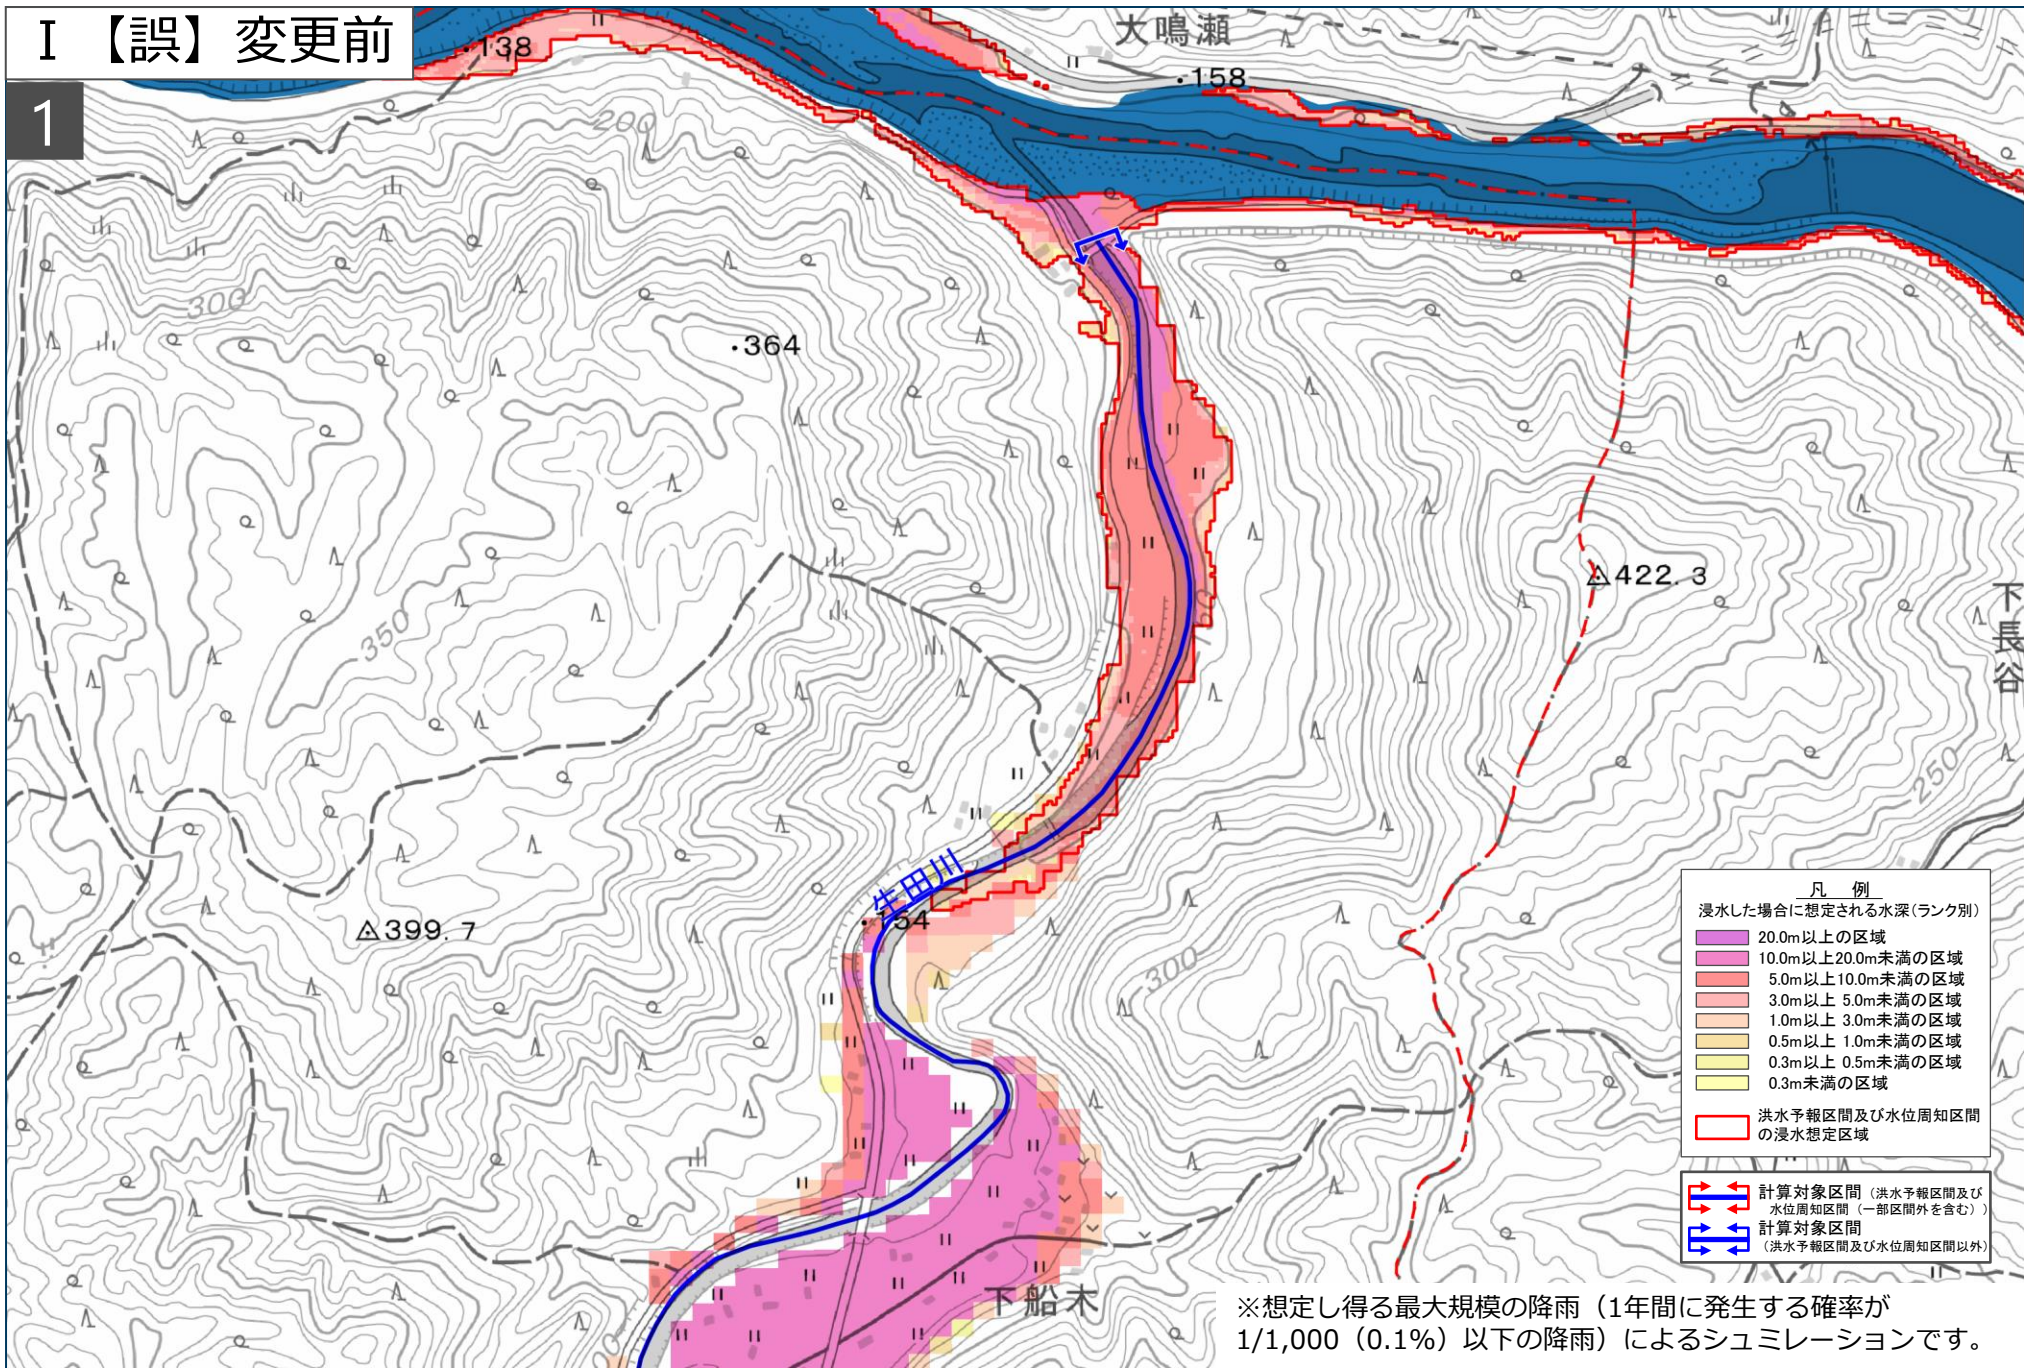 Ⅰ 【誤】変更前
1
138
大鳴瀬
158
200
300
364
422.3
下長谷
350
250
生田川
154
399.7
300
下船木
凡 例
浸水した場合に想定される水深(ランク別)
20.0m以上の区域
10.0m以上20.0m未満の区域
5.0m以上10.0m未満の区域
3.0m以上 5.0m未満の区域
1.0m以上 3.0m未満の区域
0.5m以上 1.0m未満の区域
0.3m以上 0.5m未満の区域
0.3m未満の区域
洪水予報区間及び水位周知区間
の浸水想定区域
計算対象区間(洪水予報区間及び
水位周知区間(一部区間外を含む))
計算対象区間
(洪水予報区間及び水位周知区間以外)
※想定し得る最大規模の降雨(1年間に発生する確率が
1/1,000(0.1%)以下の降雨)によるシュミレーションです。